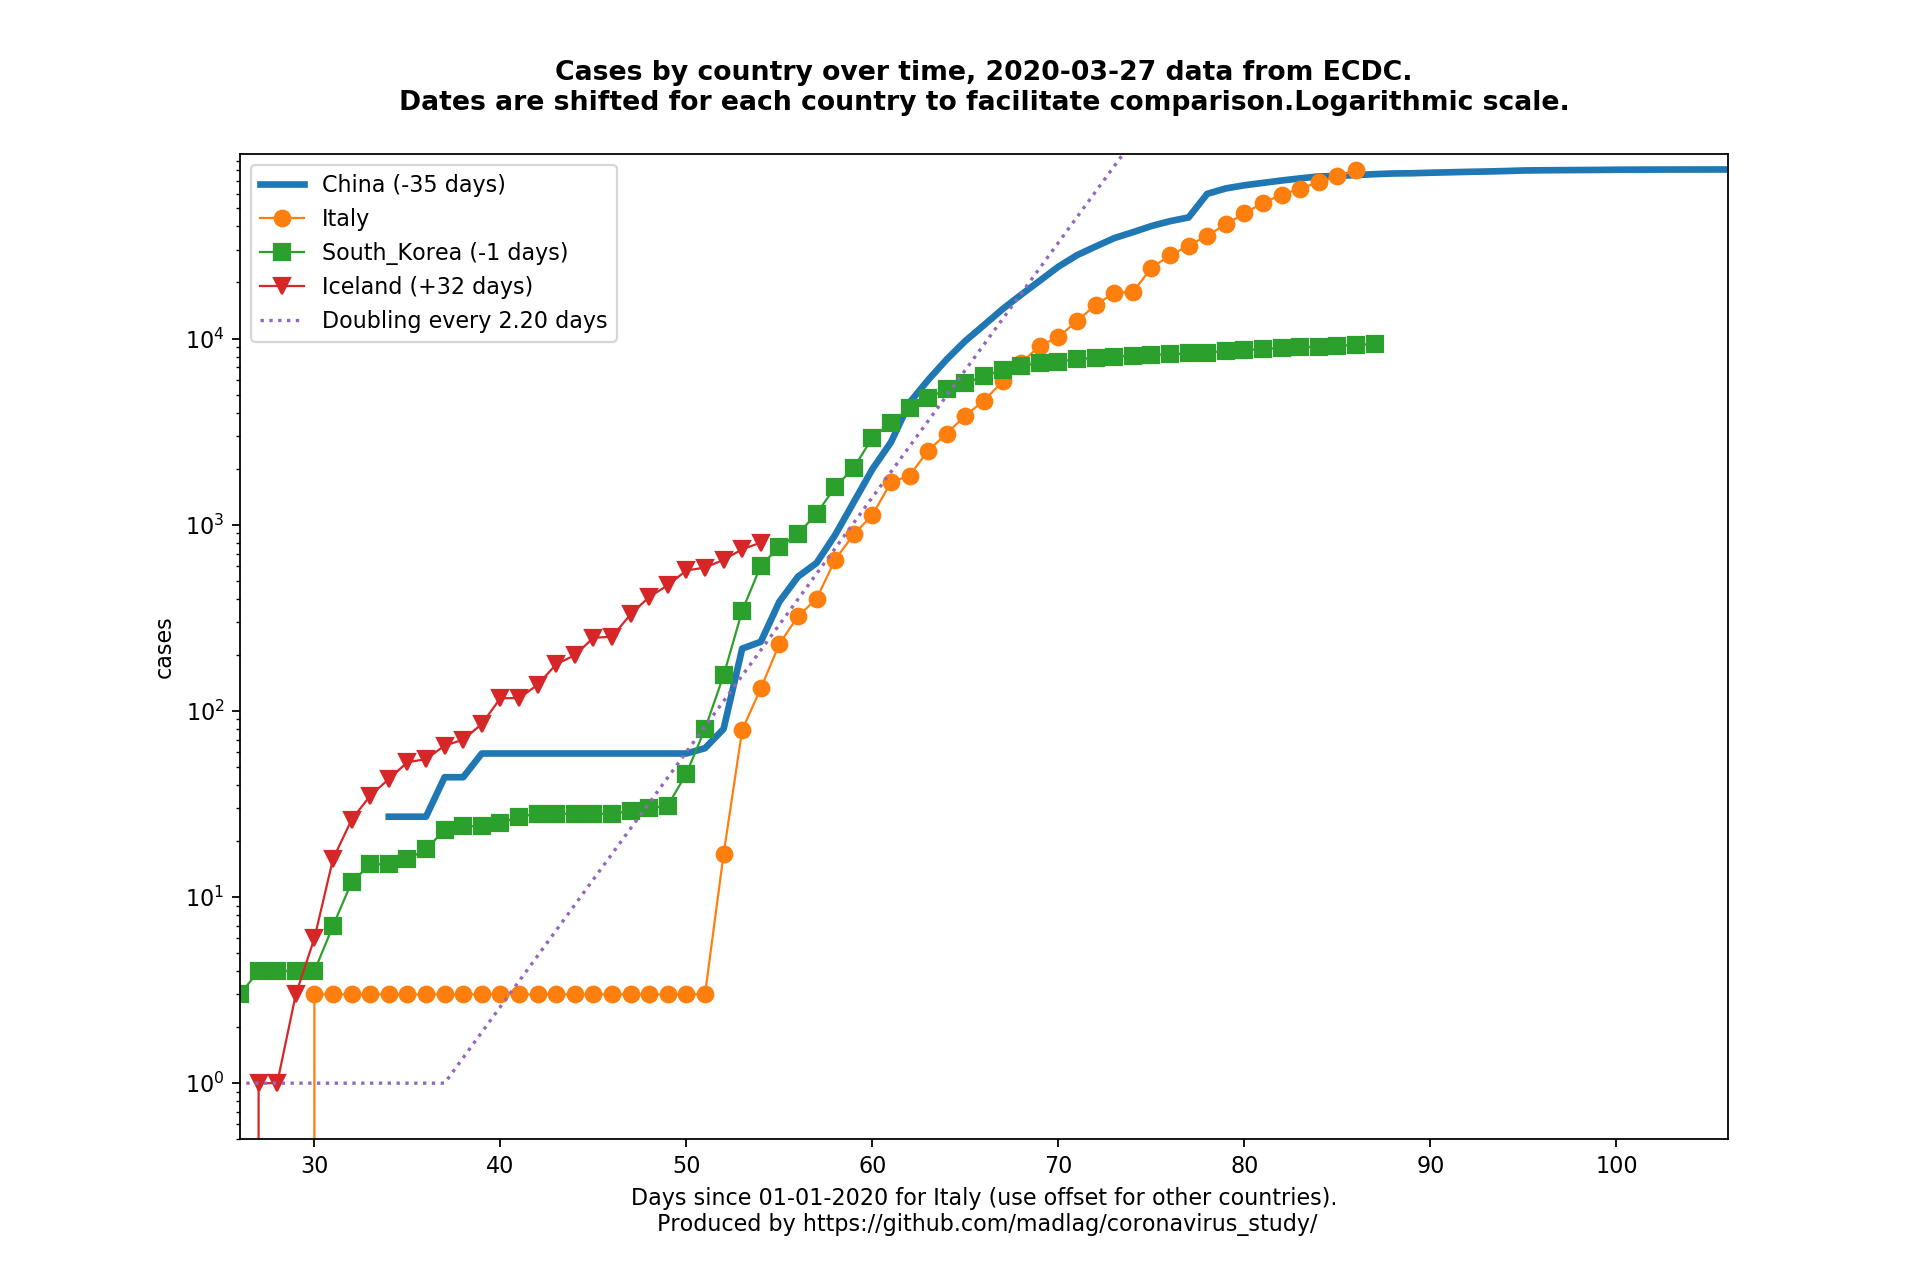 Cases by country over time, 2020-03-27 data from ECDC.
Dates are shifted for each country to facilitate comparison.Logarithmic scale.
China (-35 days)
Italy
South_Korea (-1 days)
Iceland (+32 days)
Doubling every 2.20 days
10⁴
10³
10²
10¹
10⁰
cases
30 40 50 60 70 80 90 100
Days since 01-01-2020 for Italy (use offset for other countries).
Produced by https://github.com/madlag/coronavirus_study/